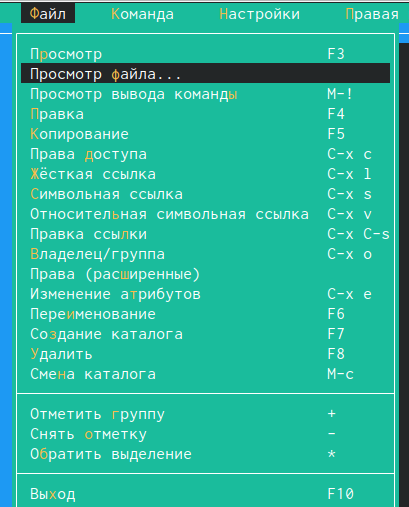 Файл Команда Настройки Правая
Просмотр F3
Просмотр файла...
Просмотр вывода команды M-!
Правка F4
Копирование F5
Права доступа C-x c
Жёсткая ссылка C-x l
Символьная ссылка C-x s
Относительная символьная ссылка C-x v
Правка ссылки C-x C-s
Владелец/группа C-x o
Права (расширенные)
Изменение атрибутов C-x e
Переименование F6
Создание каталога F7
Удалить F8
Смена каталога M-c
Отметить группу +
Снять отметку -
Обратить выделение *
Выход F10